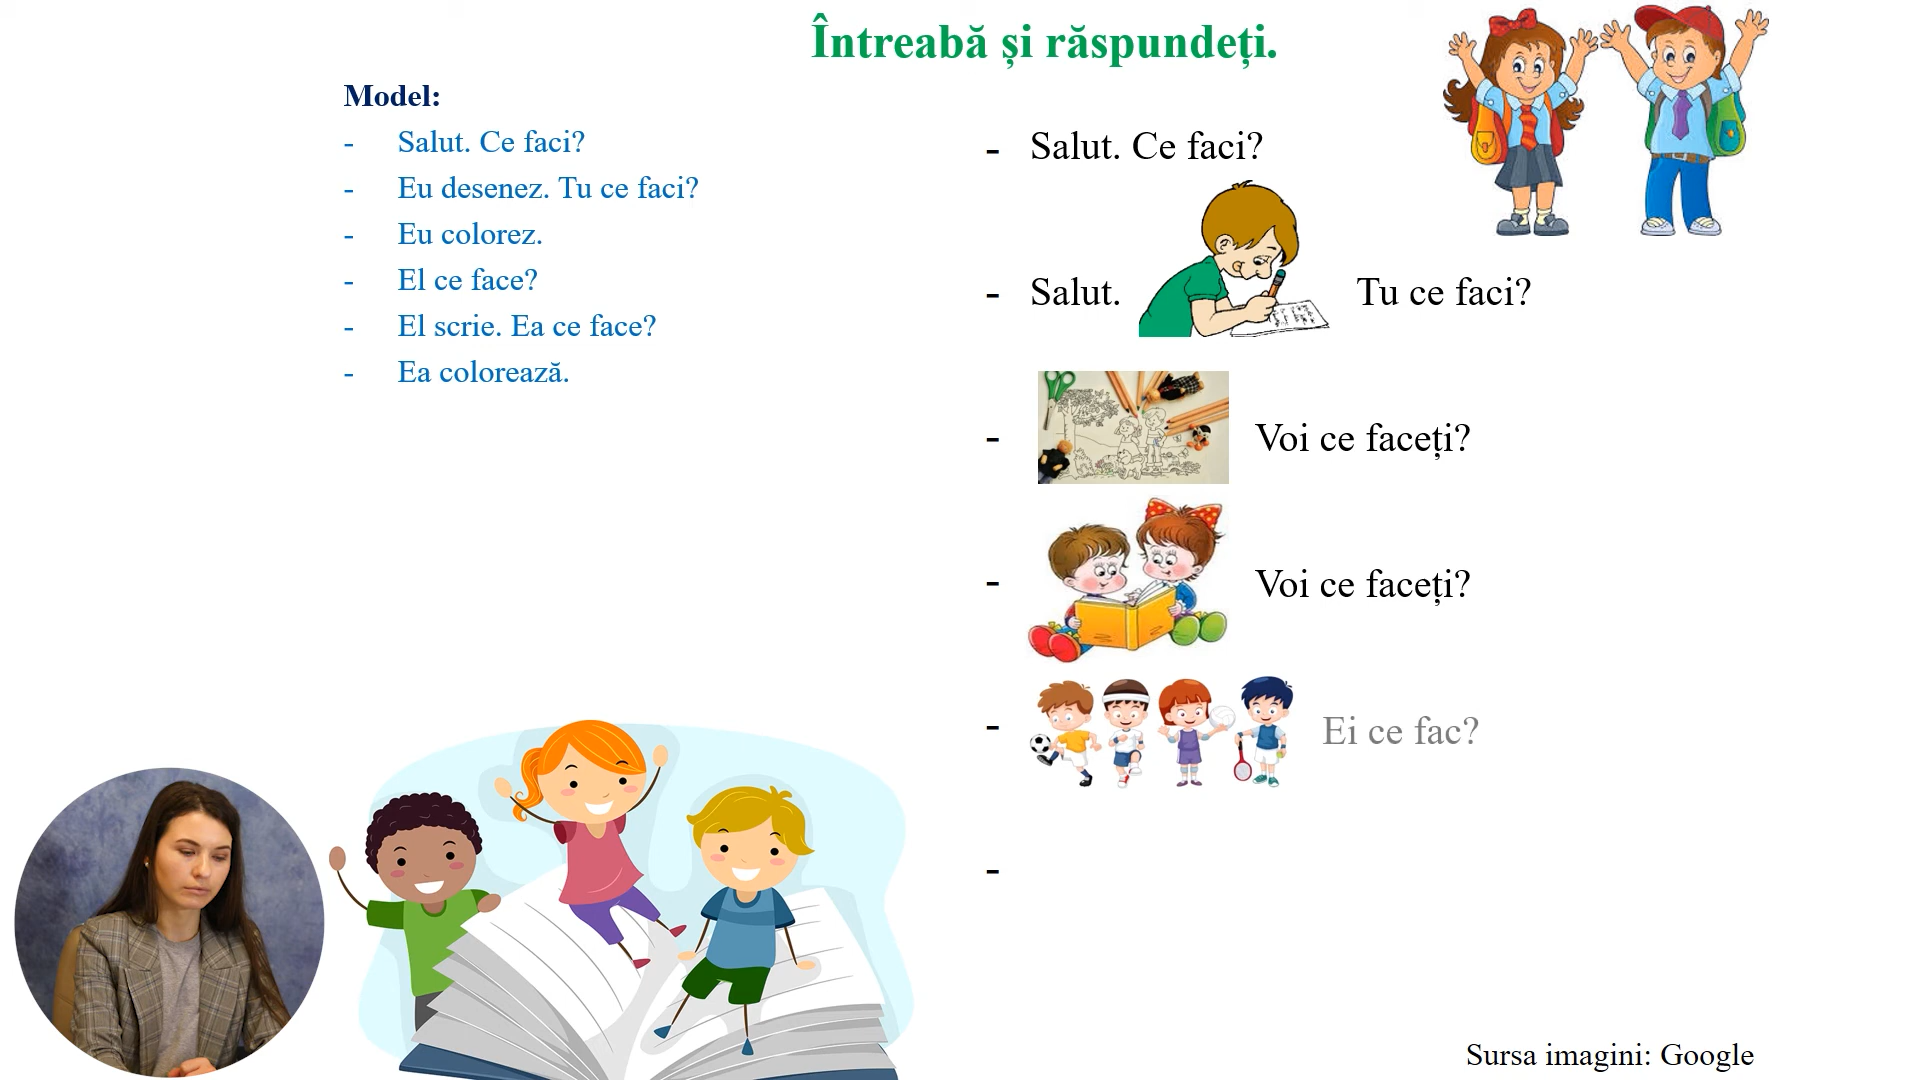 Întreabă și răspundeți.
Model:
- Salut. Ce faci?
- Eu desenez. Tu ce faci?
- Eu colorez.
- El ce face?
- El scrie. Ea ce face?
- Ea colorează.
- Salut. Ce faci?
- Salut. Tu ce faci?
- Voi ce faceți?
- Voi ce faceți?
- Ei ce fac?
-
Sursa imagini: Google